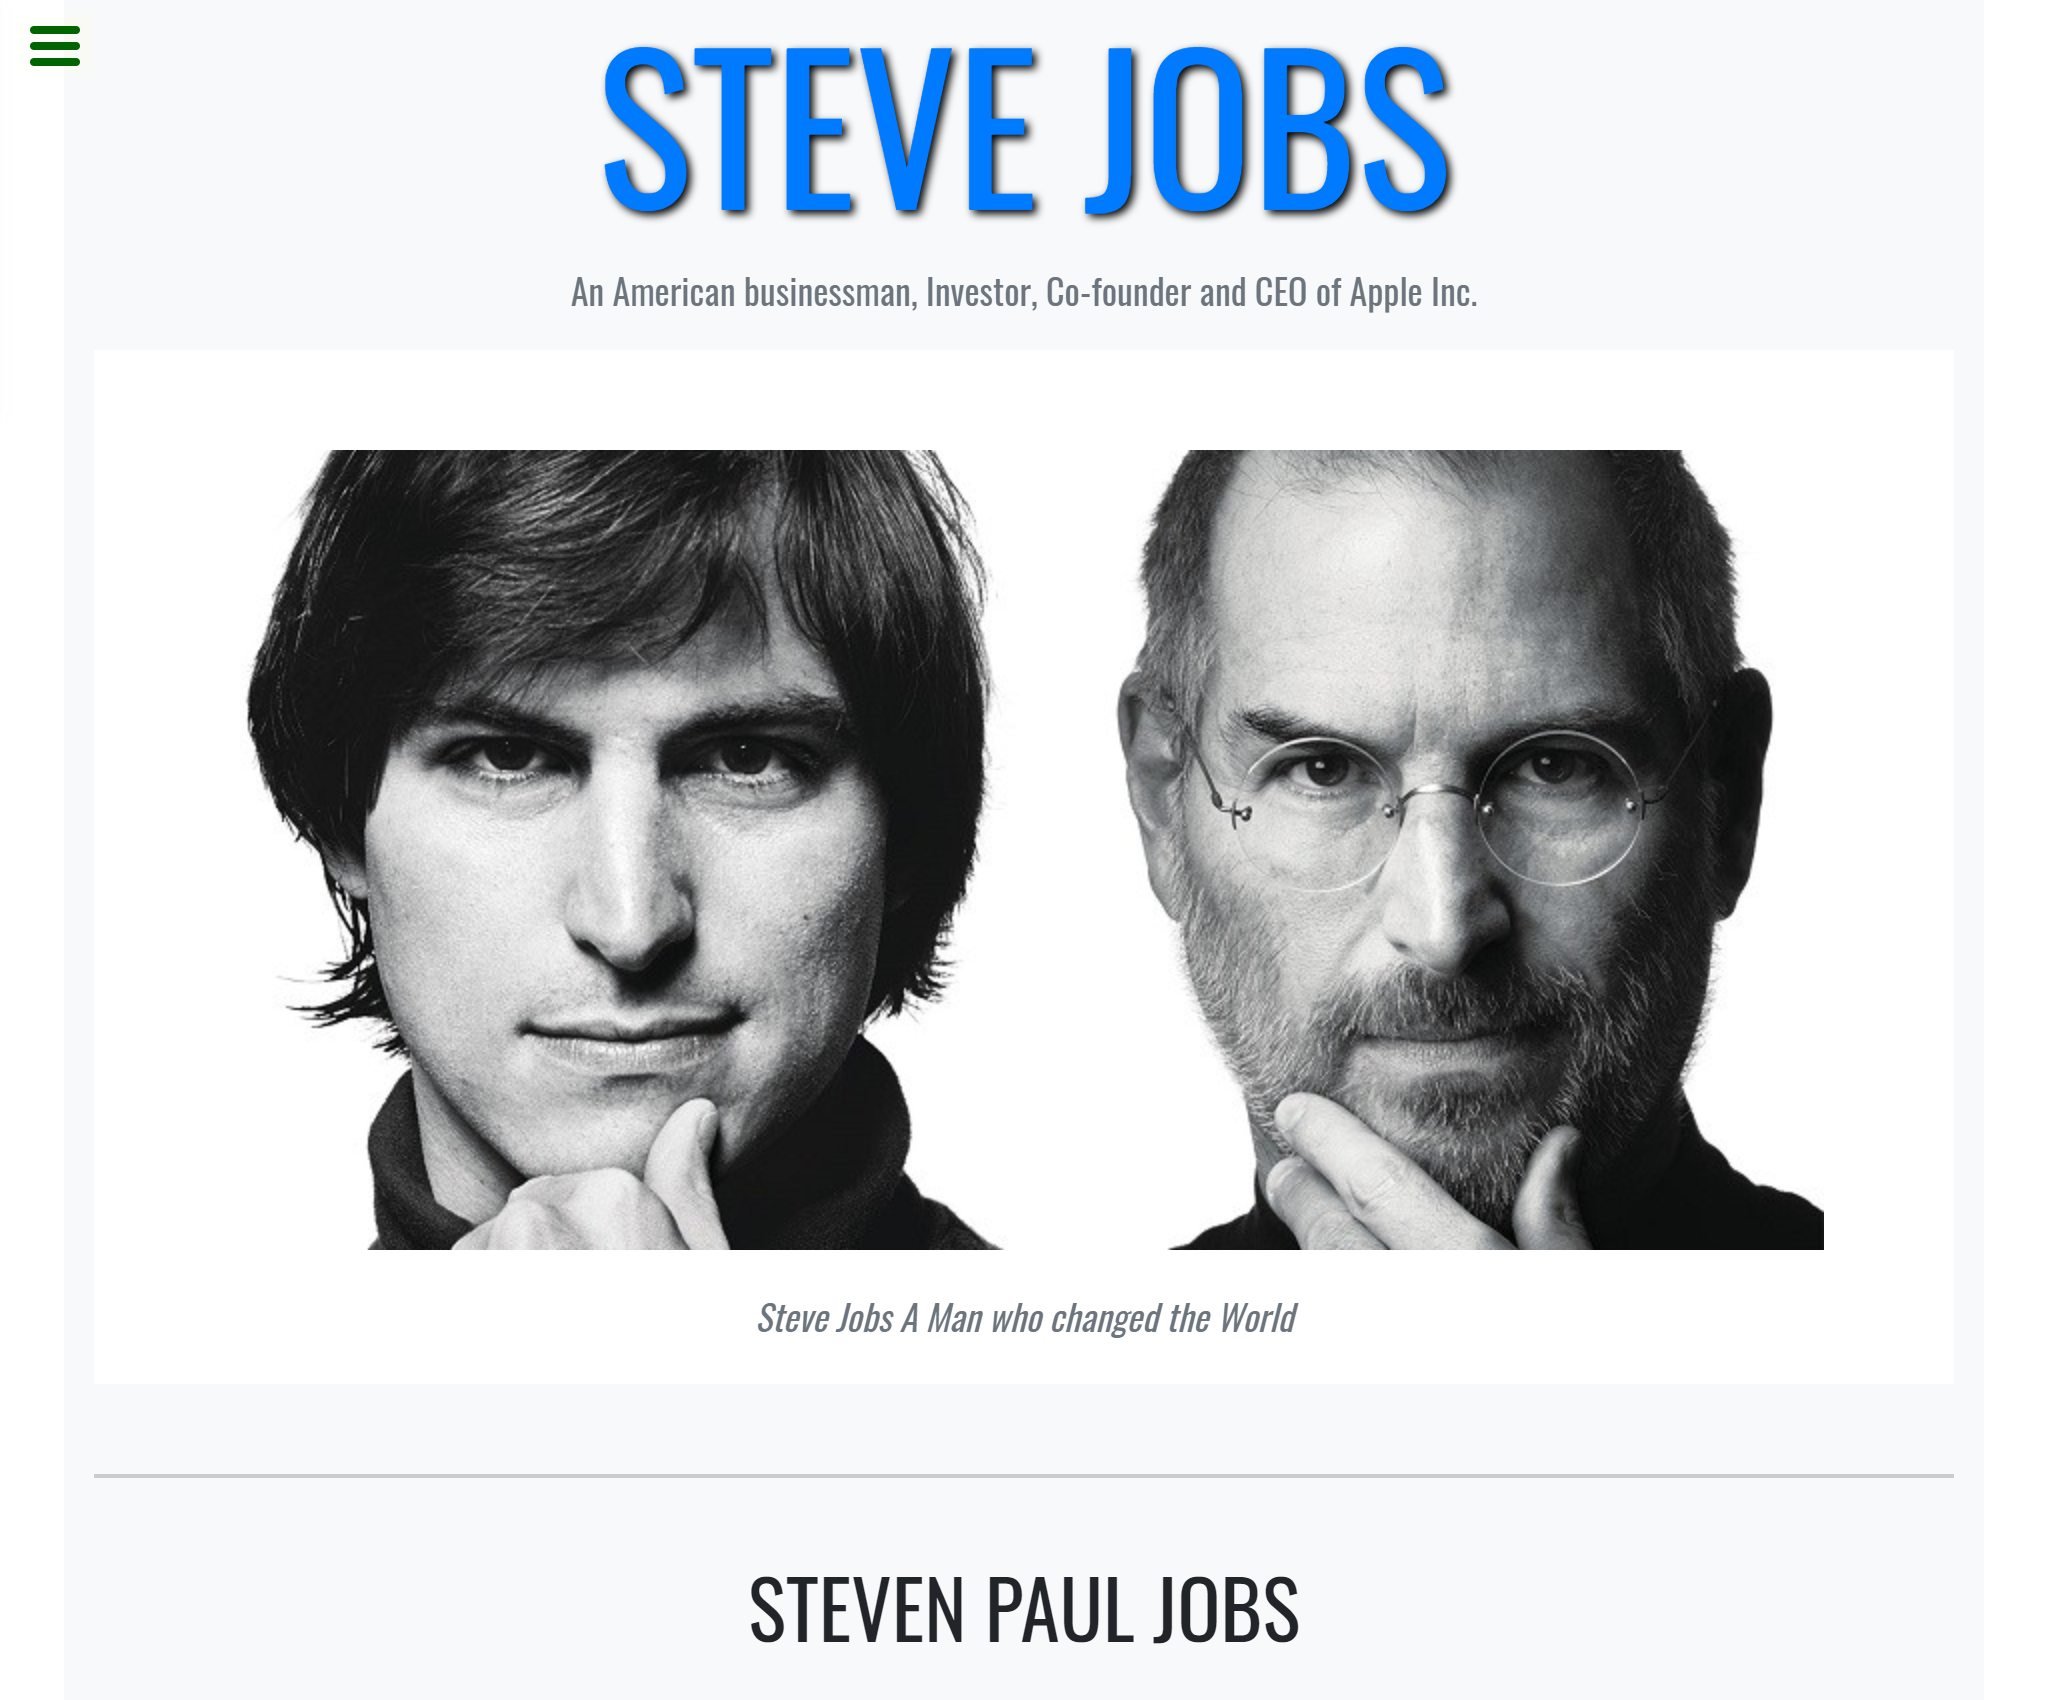 STEVE JOBS
An American businessman, Investor, Co-founder and CEO of Apple Inc.
Steve Jobs A Man who changed the World
STEVEN PAUL JOBS